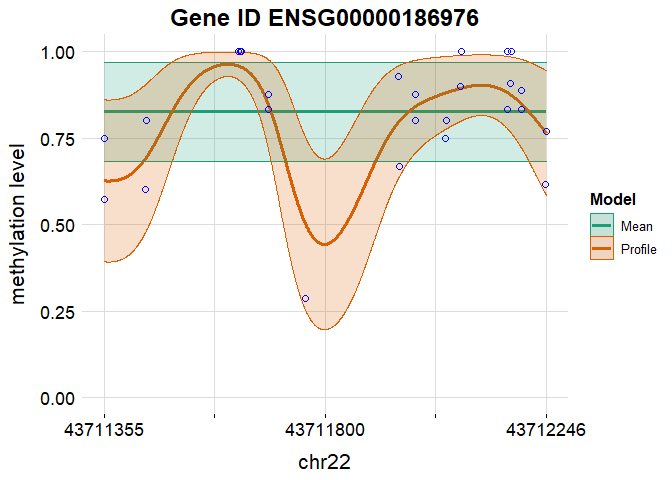 Gene ID ENSG00000186976
methylation level
1.00
0.75
0.50
0.25
0.00
43711355
43711800
43712246
chr22
Model
Mean
Profile